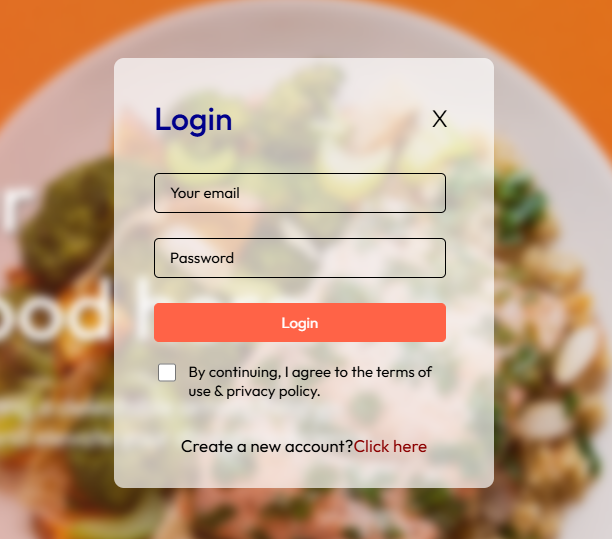 Login
X
Your email
Password
Login
By continuing, I agree to the terms of
use & privacy policy.
Create a new account?Click here